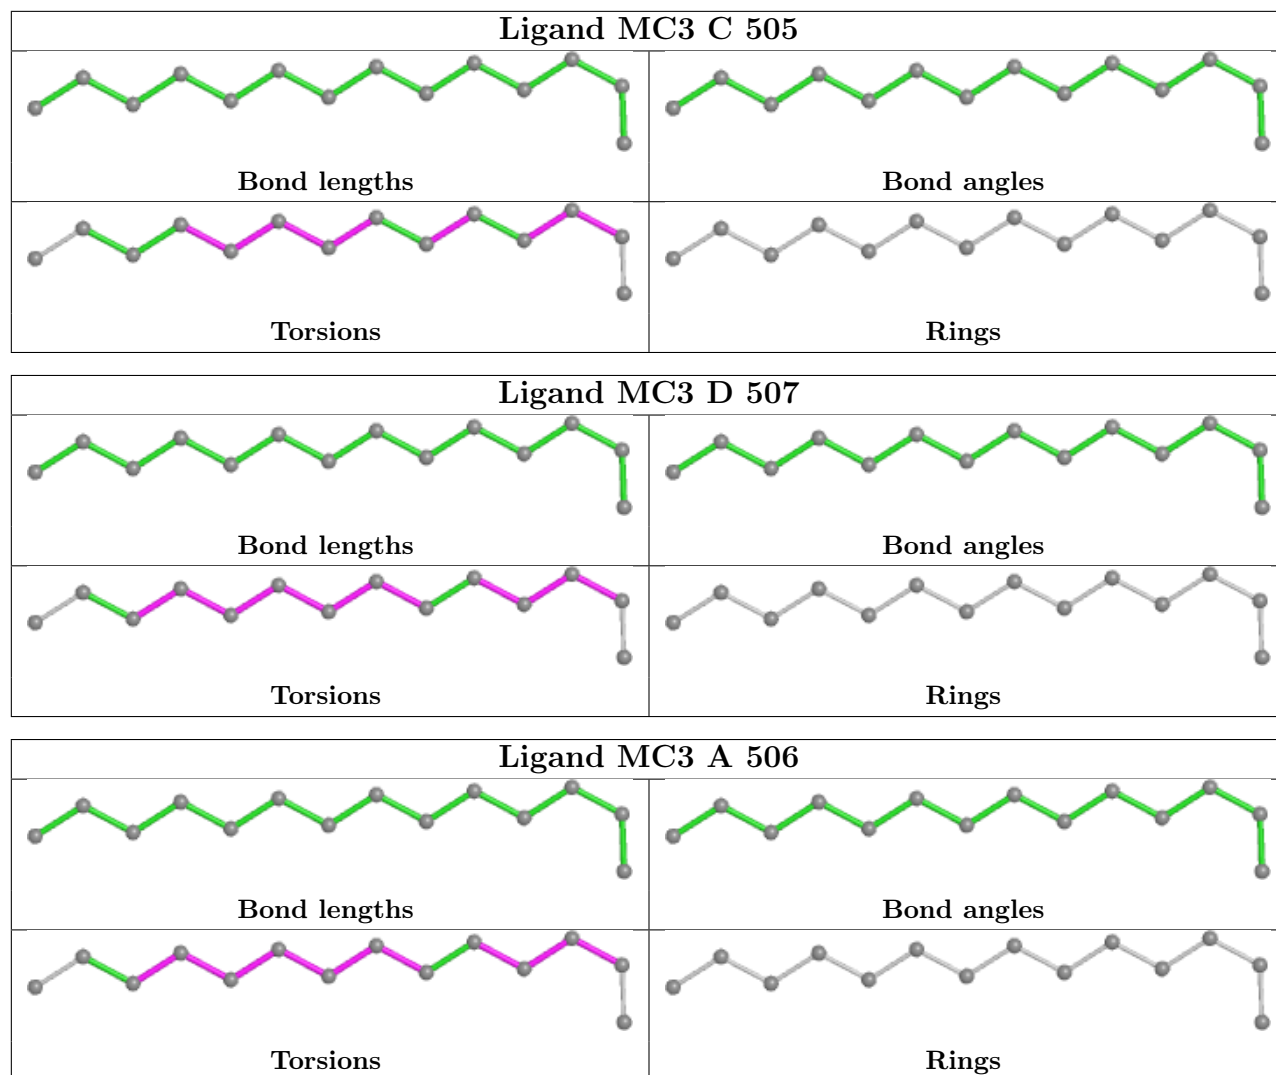 Ligand MC3 C 505
Bond lengths
Bond angles
Torsions
Rings
Ligand MC3 D 507
Bond lengths
Bond angles
Torsions
Rings
Ligand MC3 A 506
Bond lengths
Bond angles
Torsions
Rings